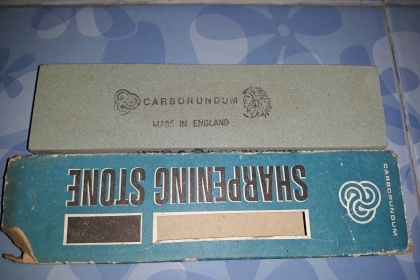 CARBORUNDUM
MADE IN ENGLAND
SHARPENING STONE
CARBORUNDUM